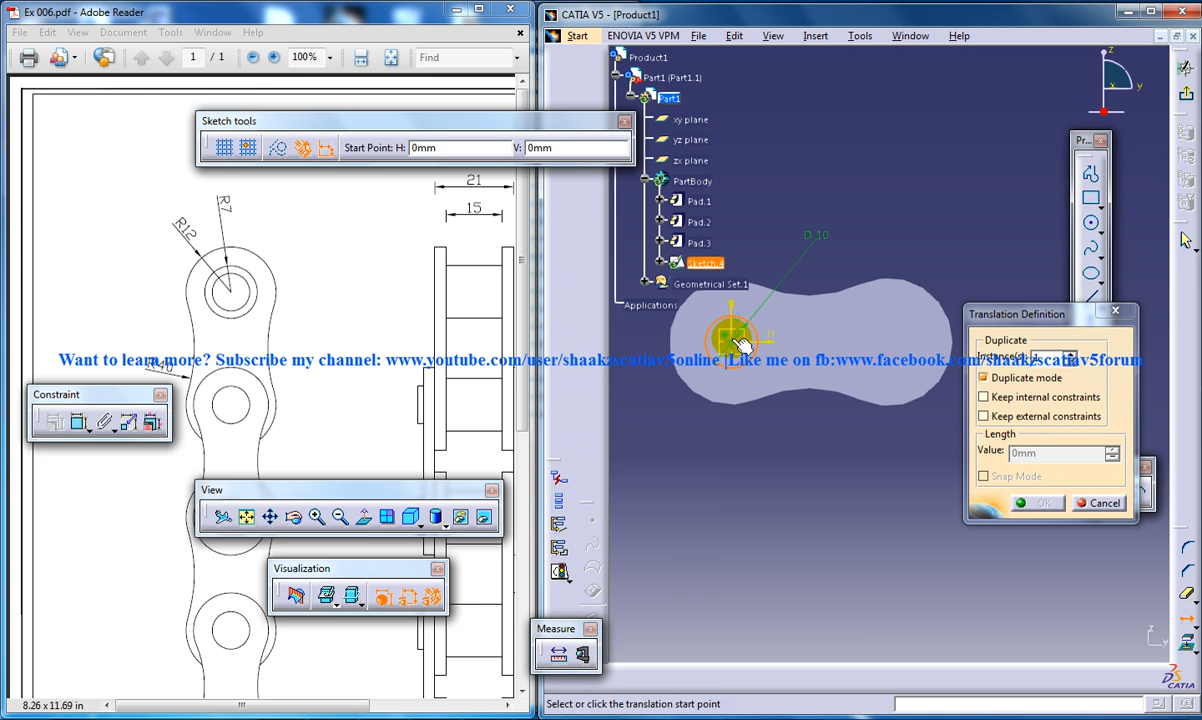 Ex 006.pdf - Adobe Reader
File Edit View Document Tools Window Help
1 / 1 100% Find
Sketch tools
Start Point: H: 0mm V: 0mm
21
15
R7
R12
Constraint
View
Visualization
Measure
8.26 x 11.69 in
CATIA V5 - [Product1]
Start ENOVIA V5 VPM File Edit View Insert Tools Window Help
Product1
Part1 (Part1.1)
Part1
xy plane
yz plane
zx plane
PartBody
Pad.1
Pad.2
Pad.3
Sketch.4
Geometrical Set.1
Applications
D 10
H
z
x
y
Pr...
Want to learn more? Subscribe my channel: www.youtube.com/user/shaakzscatiav5online |Like me on fb:www.facebook.com/shaakzscatiav5forum
Translation Definition
Duplicate
Instance(s): 1
Duplicate mode
Keep internal constraints
Keep external constraints
Length
Value: 0mm
Snap Mode
OK Cancel
z
y
CATIA
Select or click the translation start point